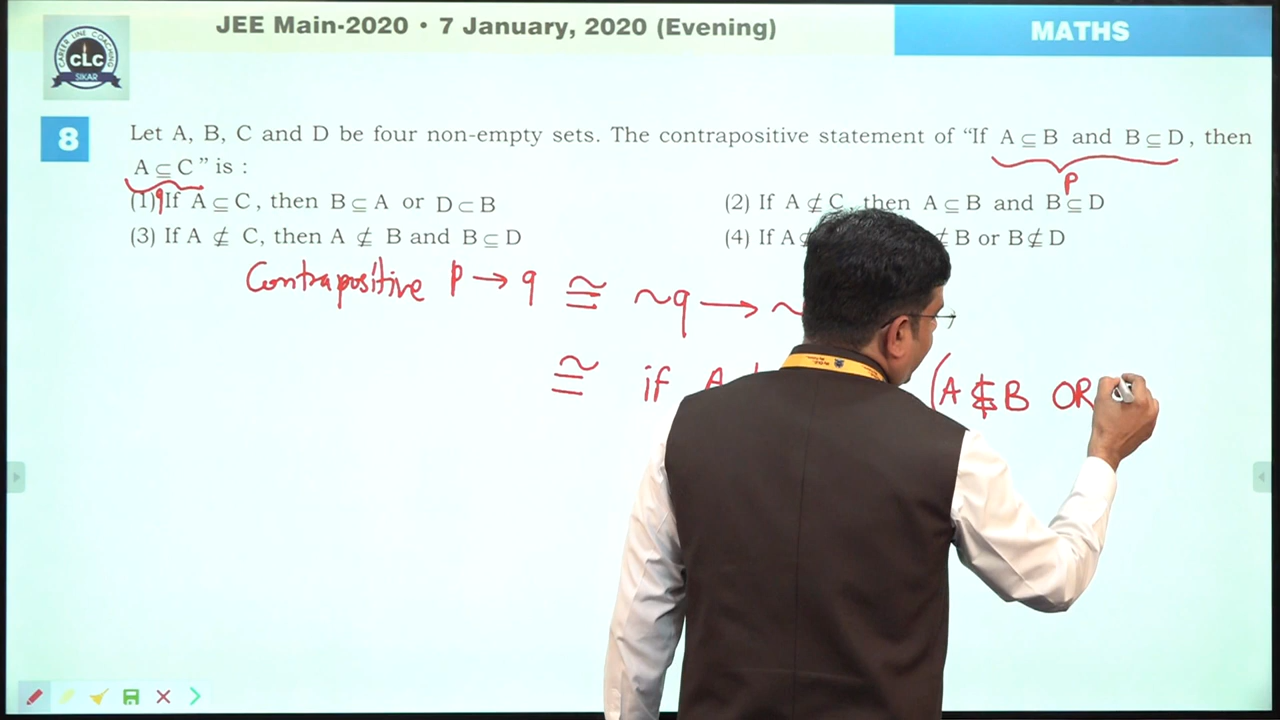 JEE Main-2020 • 7 January, 2020 (Evening)
MATHS
CAREER LINE COACHING
CLC
SIKAR
8
Let A, B, C and D be four non-empty sets. The contrapositive statement of “If A ⊆ B and B ⊆ D, then
A ⊆ C” is :
p
q
(1) If A ⊆ C, then B ⊆ A or D ⊂ B
(2) If A ⊄ C, then A ⊆ B and B ⊆ D
(3) If A ⊄ C, then A ⊄ B and B ⊆ D
(4) If A ⊄ B or B ⊄ D
Contrapositive p → q ≅ ~q → ~
≅ if A (A ⊈ B OR